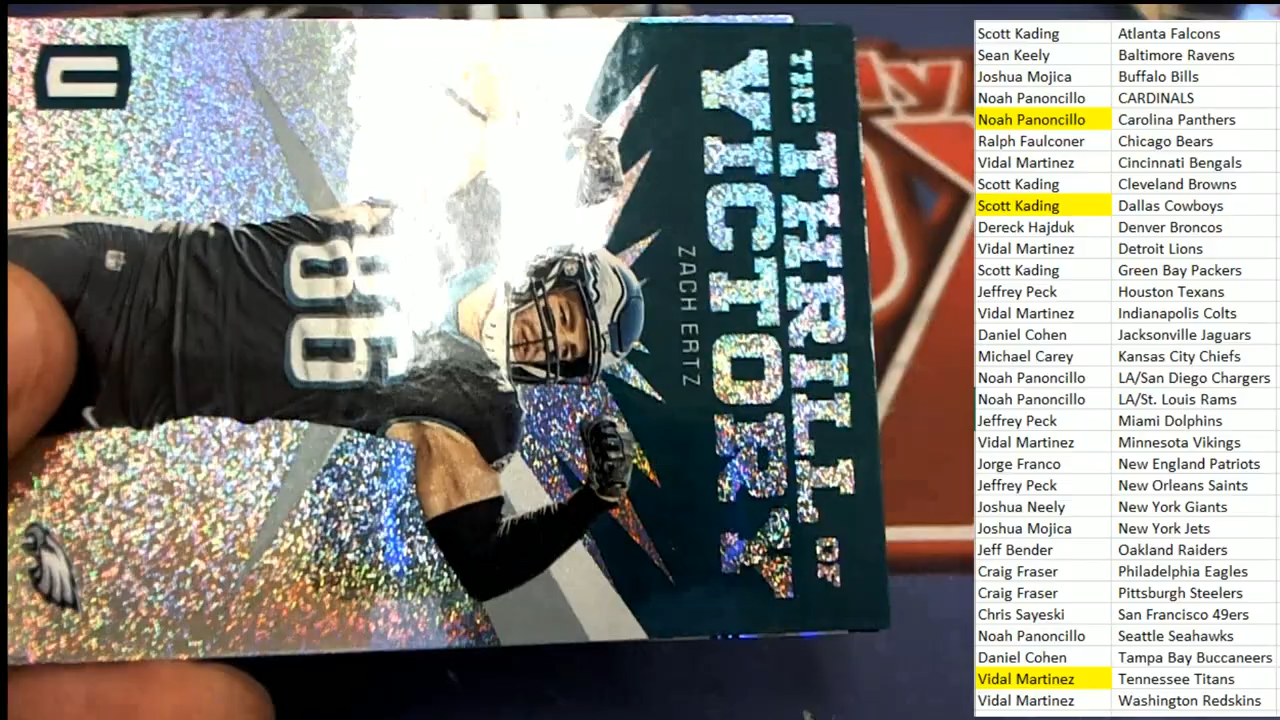 THE THRILL OF
VICTORY
ZACH ERTZ
86
Scott Kading Atlanta Falcons
Sean Keely Baltimore Ravens
Joshua Mojica Buffalo Bills
Noah Panoncillo CARDINALS
Noah Panoncillo Carolina Panthers
Ralph Faulconer Chicago Bears
Vidal Martinez Cincinnati Bengals
Scott Kading Cleveland Browns
Scott Kading Dallas Cowboys
Dereck Hajduk Denver Broncos
Vidal Martinez Detroit Lions
Scott Kading Green Bay Packers
Jeffrey Peck Houston Texans
Vidal Martinez Indianapolis Colts
Daniel Cohen Jacksonville Jaguars
Michael Carey Kansas City Chiefs
Noah Panoncillo LA/San Diego Chargers
Noah Panoncillo LA/St. Louis Rams
Jeffrey Peck Miami Dolphins
Vidal Martinez Minnesota Vikings
Jorge Franco New England Patriots
Jeffrey Peck New Orleans Saints
Joshua Neely New York Giants
Joshua Mojica New York Jets
Jeff Bender Oakland Raiders
Craig Fraser Philadelphia Eagles
Craig Fraser Pittsburgh Steelers
Chris Sayeski San Francisco 49ers
Noah Panoncillo Seattle Seahawks
Daniel Cohen Tampa Bay Buccaneers
Vidal Martinez Tennessee Titans
Vidal Martinez Washington Redskins